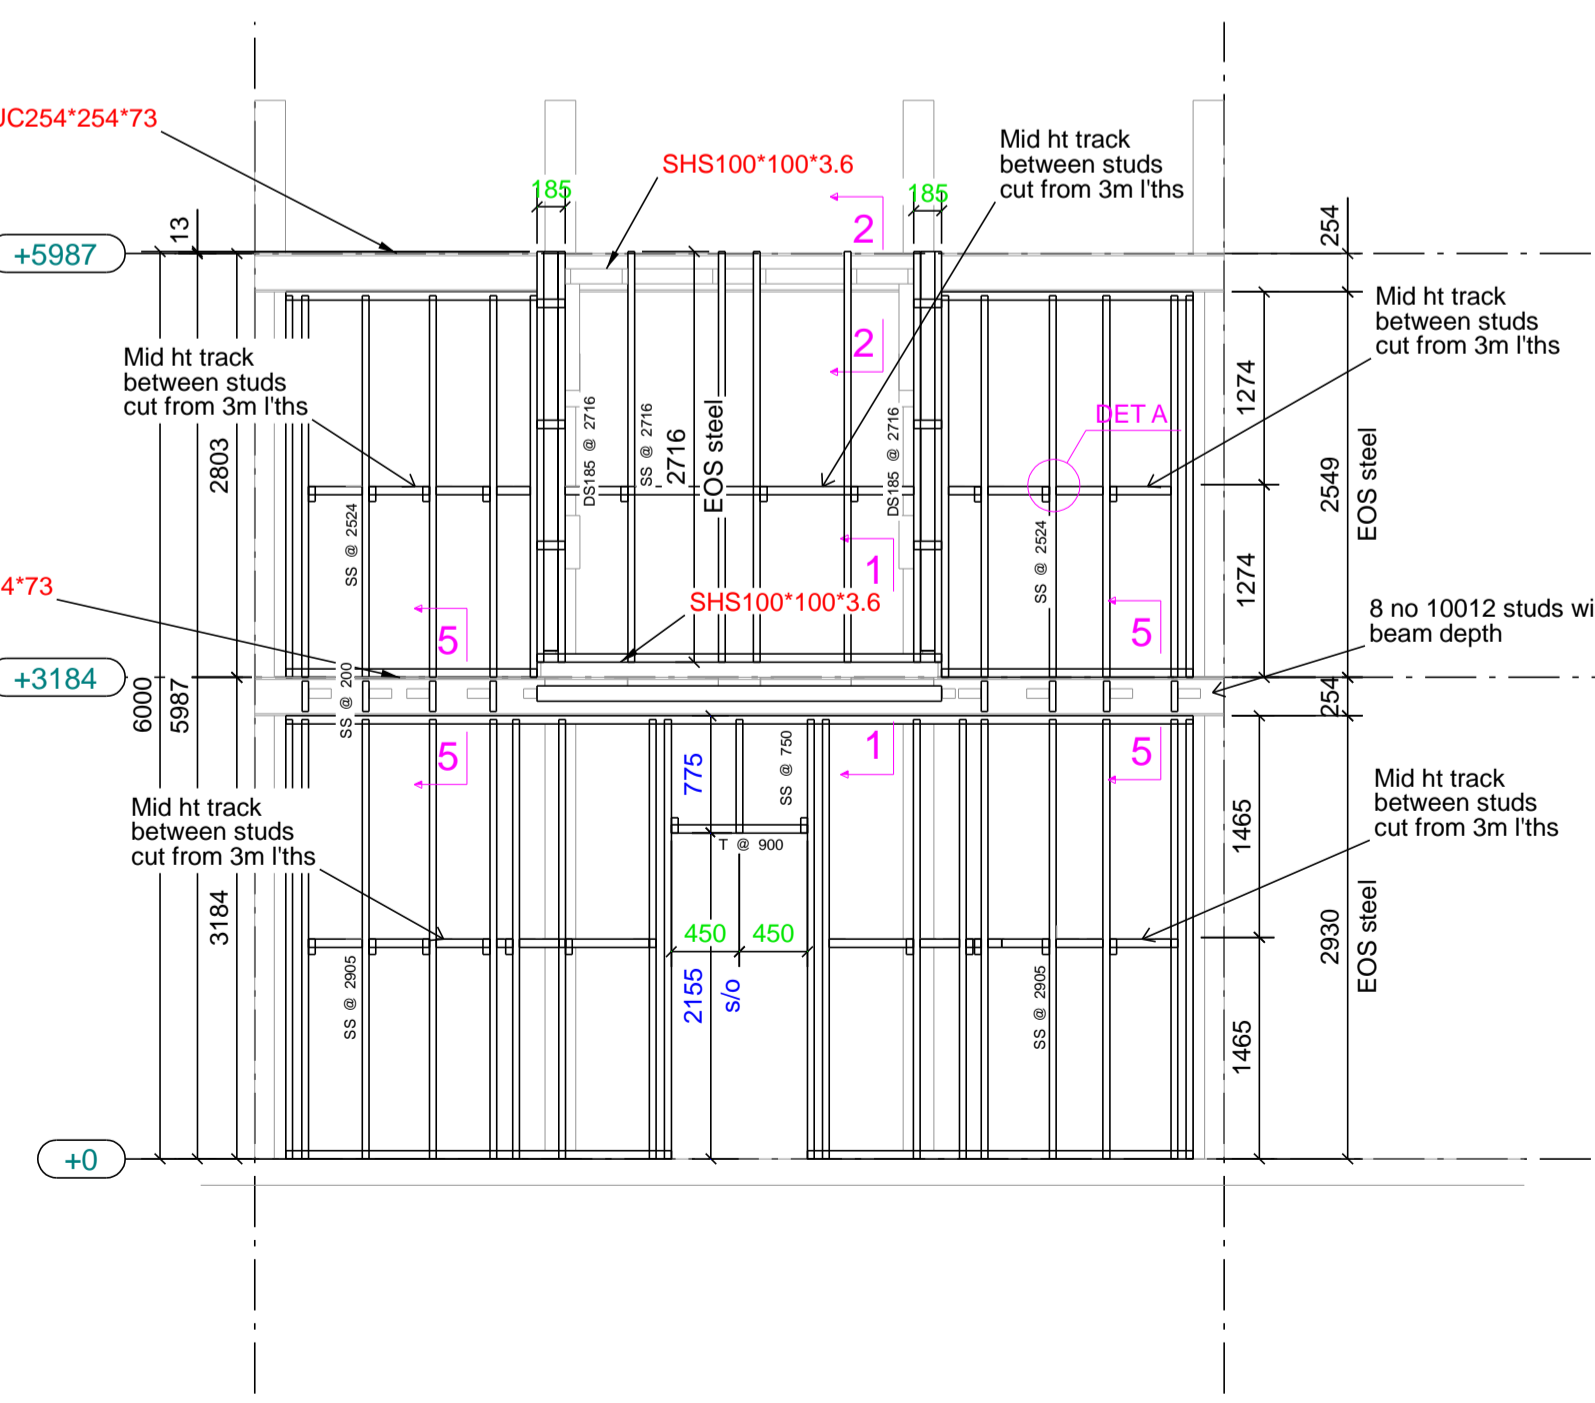 UC254*254*73
SHS100*100*3.6
Mid ht track
between studs
cut from 3m l'ths
185
185
2
13
254
+5987
Mid ht track
between studs
cut from 3m l'ths
2
Mid ht track
between studs
cut from 3m l'ths
1274
DET A
2803
DS185 @ 2716
SS @ 2716
2716
EOS steel
DS185 @ 2716
2549
EOS steel
SS @ 2524
SS @ 2524
1
1274
4*73
SHS100*100*3.6
5
5
8 no 10012 studs wi
beam depth
+3184
6000
5987
SS @ 200
254
5
775
SS @ 750
1
5
Mid ht track
between studs
cut from 3m l'ths
Mid ht track
between studs
cut from 3m l'ths
1465
T @ 900
3184
450
450
2930
EOS steel
SS @ 2905
2155
s/o
SS @ 2905
1465
+0